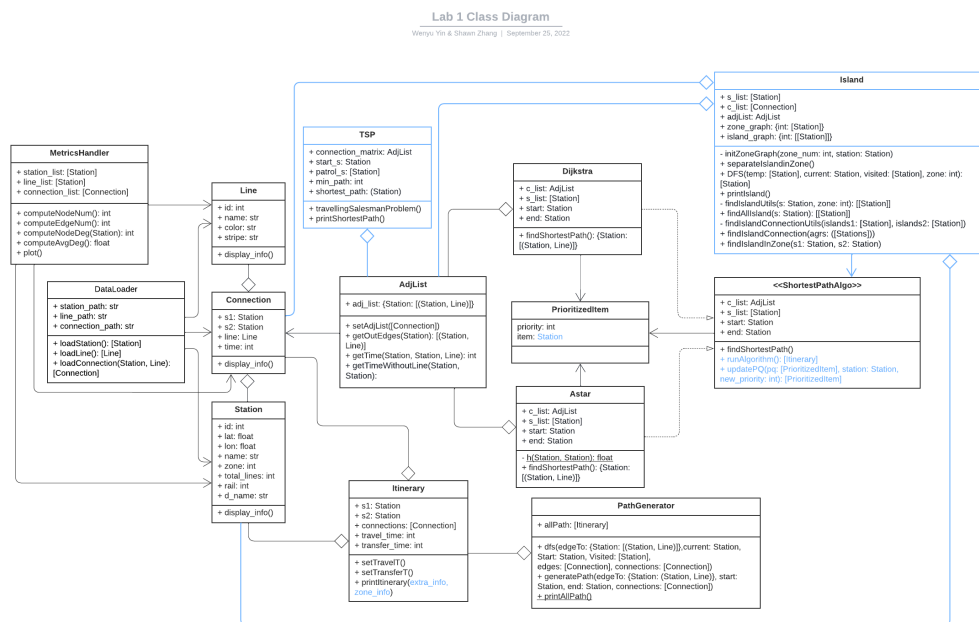 Lab 1 Class Diagram
Wenyu Yin & Shawn Zhang | September 25, 2022
Island
+ s_list: [Station]
+ c_list: [Connection]
+ adjList: AdjList
+ zone_graph: {int: [Station]}
+ island_graph: {int: [[Station]]}
- initZoneGraph(zone_num: int, station: Station)
+ separateIslandinZone()
+ DFS(temp: [Station], current: Station, visited: [Station], zone: int):
[Station]
+ printIsland()
- findIslandUtils(s: Station, zone: int): [[Station]]
+ findAllIsland(s: Station): [[Station]]
- findIslandConnectionUtils(islands1: [Station], islands2: [Station])
+ findIslandConnection(agrs: ([Stations]))
- findIslandInZone(s1: Station, s2: Station)
TSP
+ connection_matrix: AdjList
+ start_s: Station
+ patrol_s: [Station]
+ min_path: int
+ shortest_path: (Station)
+ travellingSalesmanProblem()
+ printShortestPath()
MetricsHandler
+ station_list: [Station]
+ line_list: [Station]
+ connection_list: [Connection]
+ computeNodeNum(): int
+ computeEdgeNum(): int
+ computeNodeDeg(Station): int
+ computeAvgDeg(): float
+ plot()
Line
+ id: int
+ name: str
+ color: str
+ stripe: str
+ display_info()
Dijkstra
+ c_list: AdjList
+ s_list: [Station]
+ start: Station
+ end: Station
+ findShortestPath(): {Station:
[(Station, Line)]}
DataLoader
+ station_path: str
+ line_path: str
+ connection_path: str
+ loadStation(): [Station]
+ loadLine(): [Line]
+ loadConnection(Station, Line):
[Connection]
Connection
+ s1: Station
+ s2: Station
+ line: Line
+ time: int
+ display_info()
AdjList
+ adj_list: {Station: [(Station, Line)]}
+ setAdjList([Connection])
+ getOutEdges(Station): [(Station,
Line)]
+ getTime(Station, Station, Line): int
+ getTimeWithoutLine(Station,
Station):
PrioritizedItem
priority: int
item: Station
<<ShortestPathAlgo>>
+ c_list: AdjList
+ s_list: [Station]
+ start: Station
+ end: Station
+ findShortestPath()
+ runAlgorithm(): [Itinerary]
+ updatePQ(pq: [PrioritizedItem], station: Station,
new_priority: int): [PrioritizedItem]
Station
+ id: int
+ lat: float
+ lon: float
+ name: str
+ zone: int
+ total_lines: int
+ rail: int
+ d_name: str
+ display_info()
Astar
+ c_list: AdjList
+ s_list: [Station]
+ start: Station
+ end: Station
- h(Station, Station): float
+ findShortestPath(): {Station:
[(Station, Line)]}
Itinerary
+ s1: Station
+ s2: Station
+ connections: [Connection]
+ travel_time: int
+ transfer_time: int
+ setTravelT()
+ setTransferT()
+ printItinerary(extra_info,
zone_info)
PathGenerator
+ allPath: [Itinerary]
+ dfs(edgeTo: {Station: [(Station, Line)]},current: Station,
Start: Station, Visited: [Station],
edges: [Connection], connections: [Connection])
+ generatePath(edgeTo: {Station: (Station, Line)}, start:
Station, end: Station, connections: [Connection])
+ printAllPath()